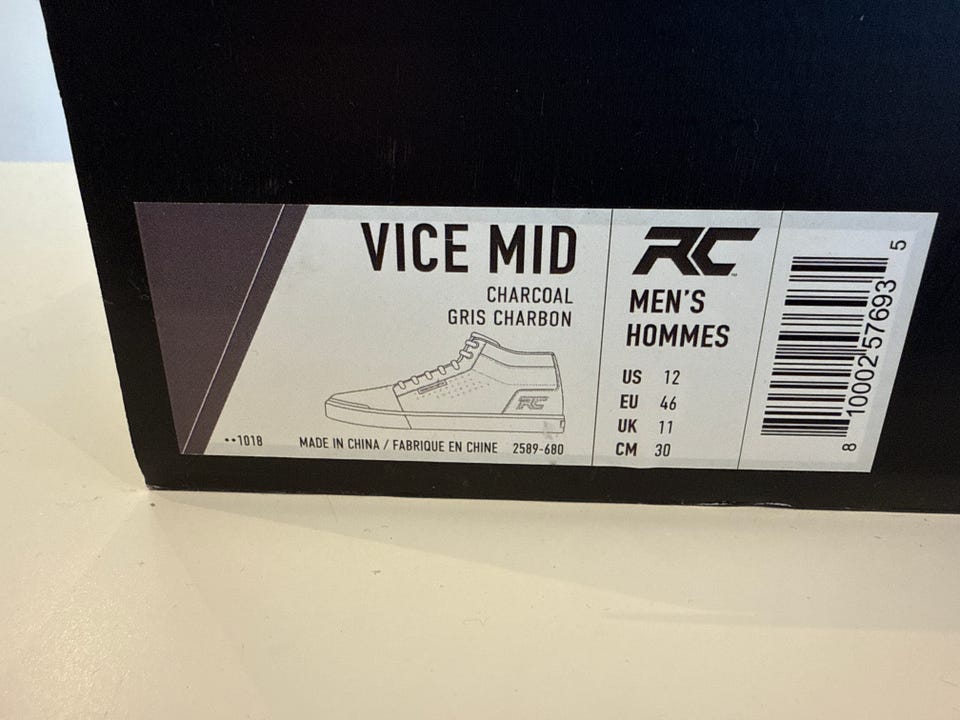 VICE MID
CHARCOAL
GRIS CHARBON
RC
••1018
MADE IN CHINA / FABRIQUE EN CHINE 2589-680
RC™
MEN'S
HOMMES
US 12
EU 46
UK 11
CM 30
8 10002 57693 5